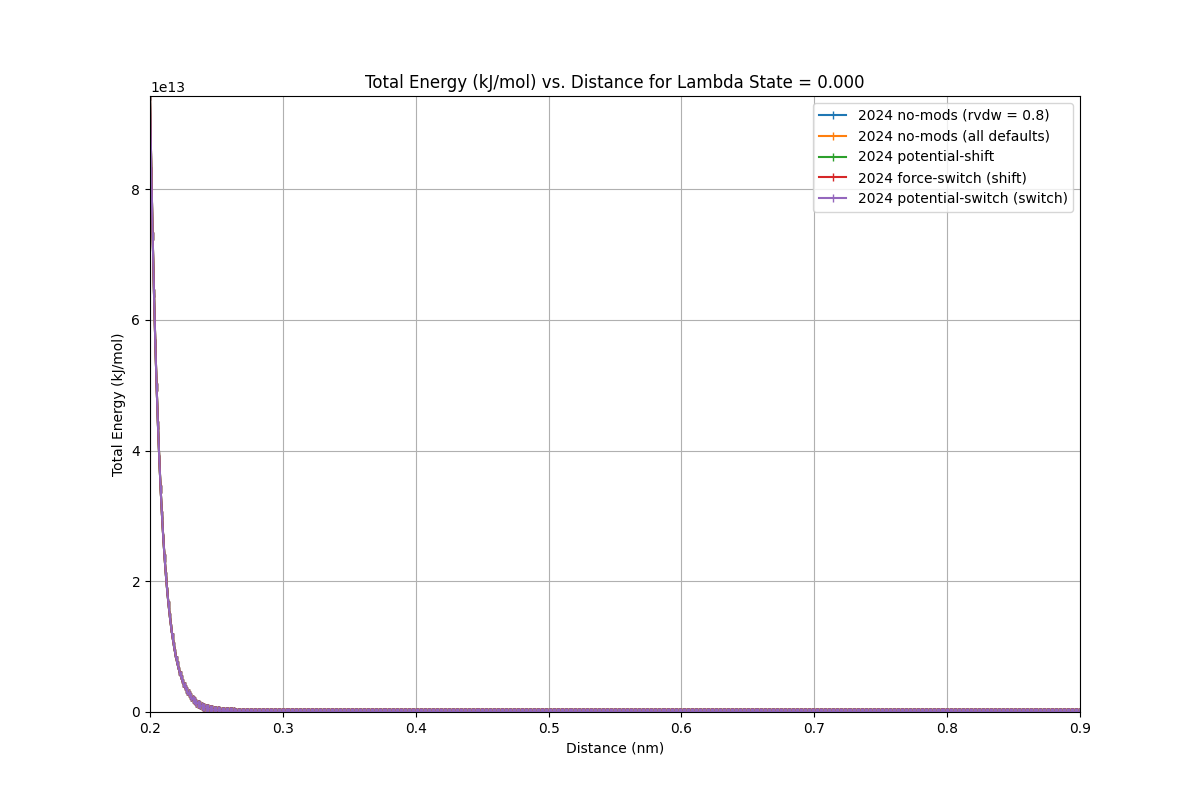 Total Energy (kJ/mol) vs. Distance for Lambda State = 0.000
1e13
2024 no-mods (rvdw = 0.8)
2024 no-mods (all defaults)
2024 potential-shift
2024 force-switch (shift)
2024 potential-switch (switch)
8
6
4
2
0
Total Energy (kJ/mol)
0.2 0.3 0.4 0.5 0.6 0.7 0.8 0.9
Distance (nm)